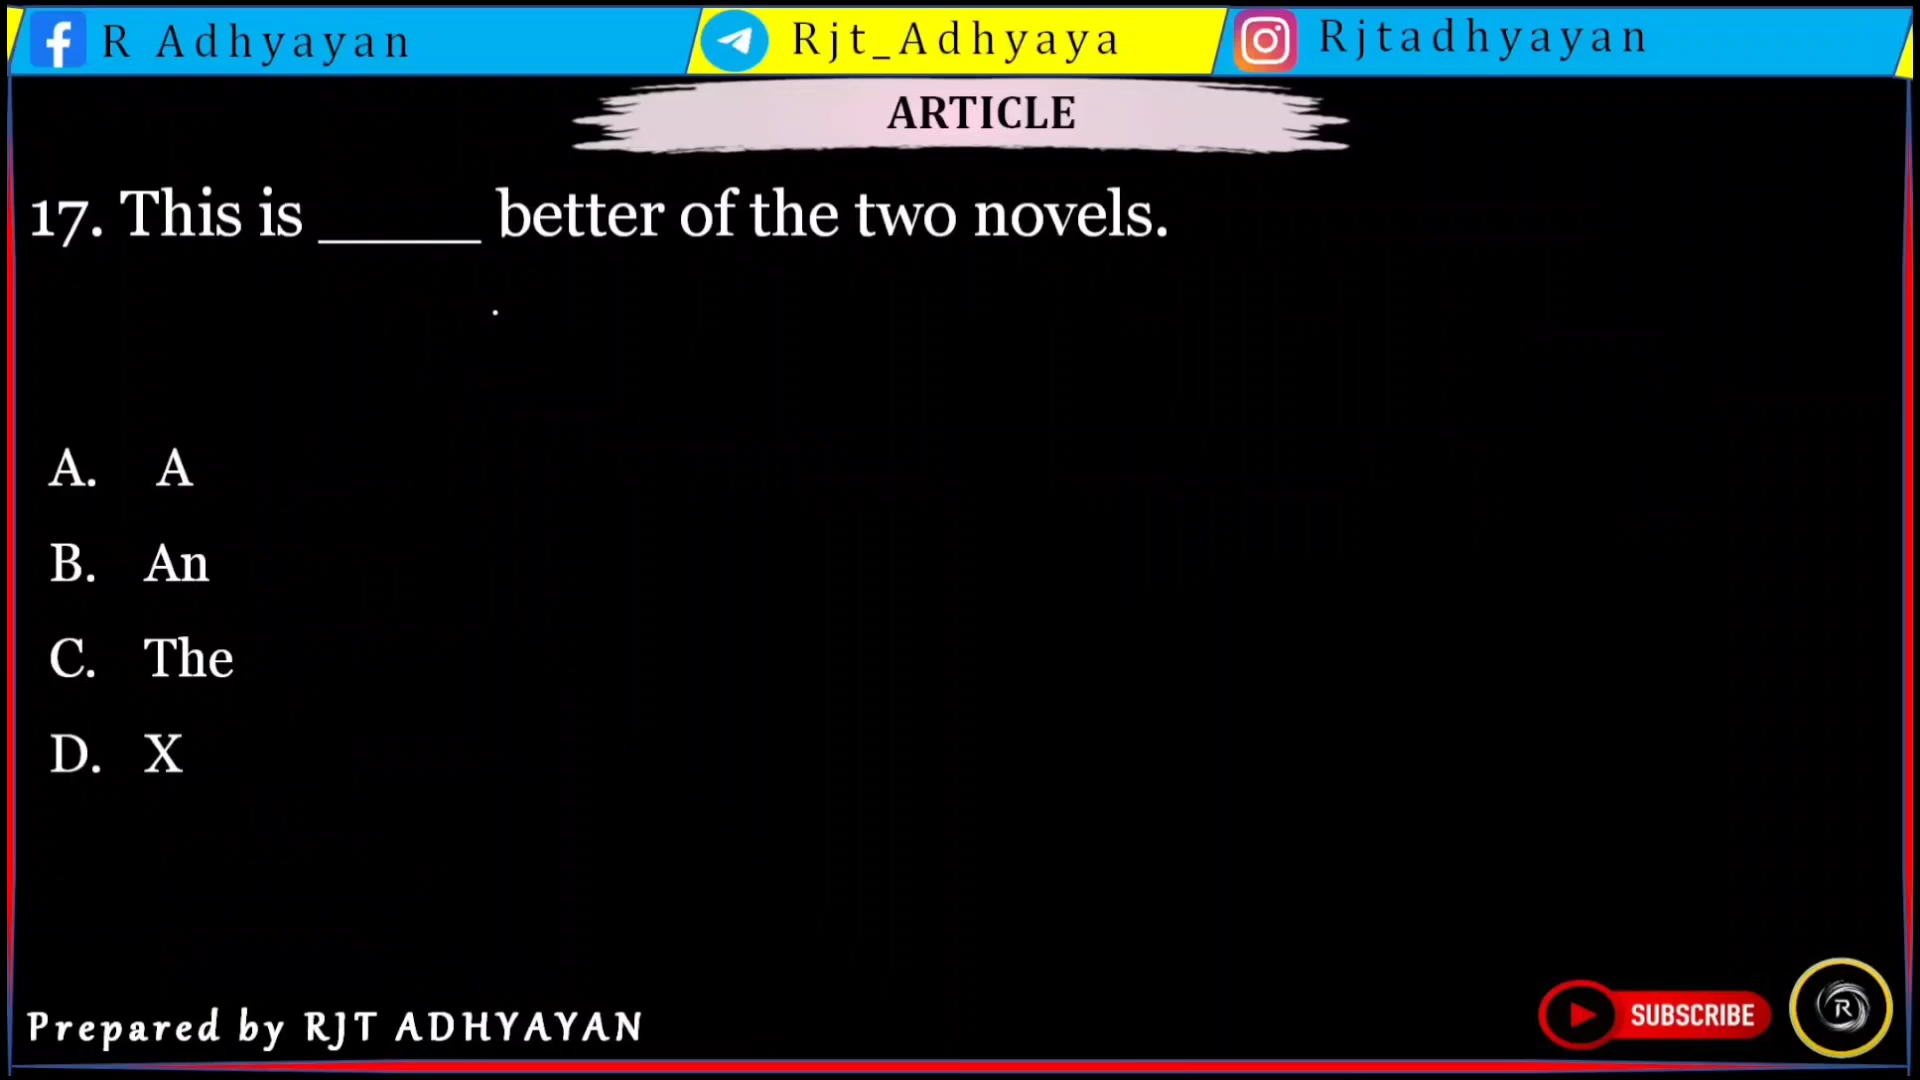 R Adhyayan
Rjt_Adhyaya
Rjtadhyayan
ARTICLE
17. This is _____ better of the two novels.
A. A
B. An
C. The
D. X
Prepared by RJT ADHYAYAN
SUBSCRIBE
R